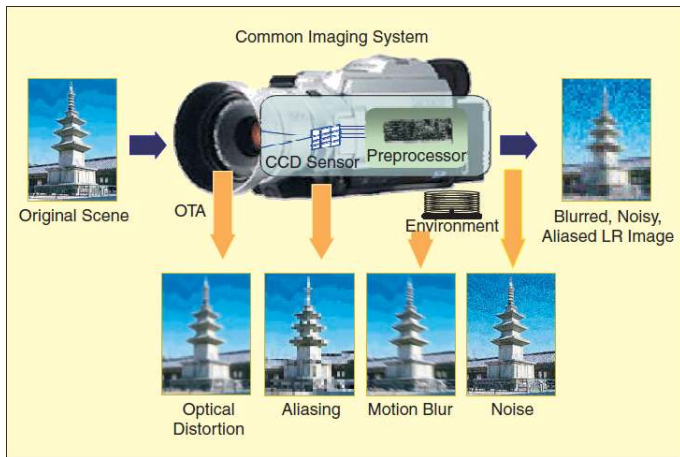 Common Imaging System
CCD Sensor
Preprocessor
Original Scene
OTA
Environment
Blurred, Noisy,
Aliased LR Image
Optical
Distortion
Aliasing
Motion Blur
Noise